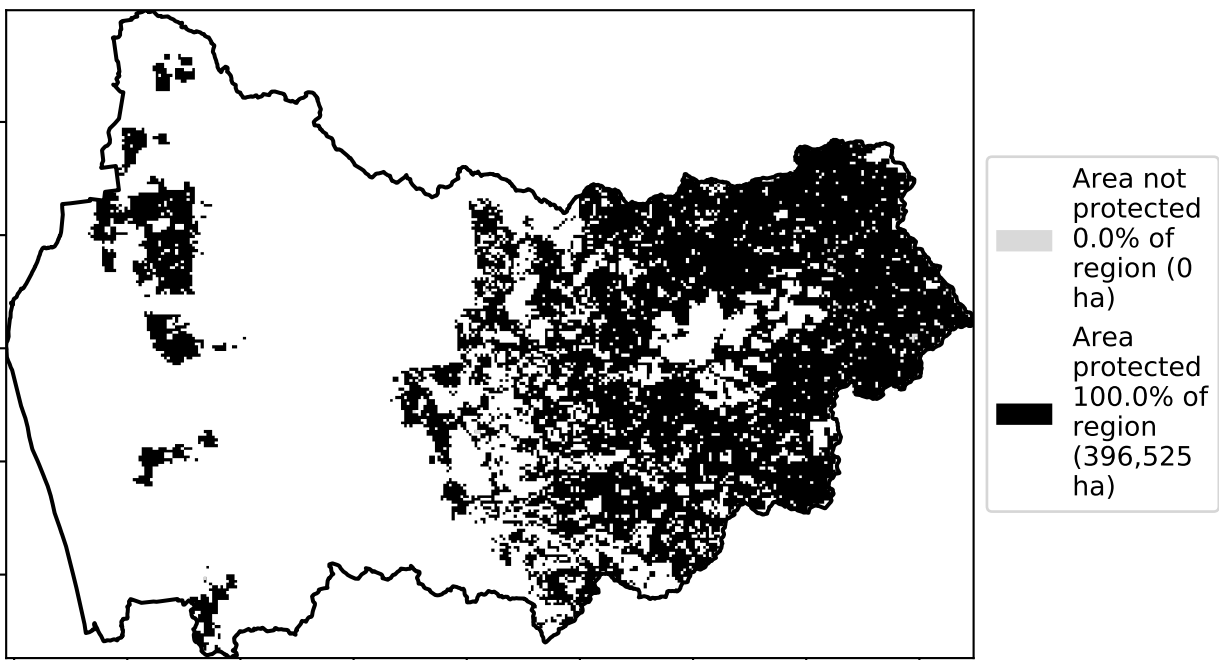 Area not
protected
0.0% of
region (0
ha)
Area
protected
100.0% of
region
(396,525
ha)